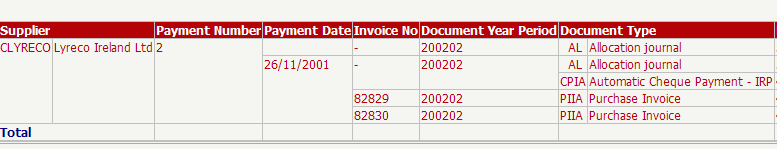 Supplier Payment Number Payment Date Invoice No Document Year Period Document Type
CLYRECO Lyreco Ireland Ltd 2 - 200202 AL Allocation journal
26/11/2001 - 200202 AL Allocation journal
CPIA Automatic Cheque Payment - IRP
82829 200202 PIIA Purchase Invoice
82830 200202 PIIA Purchase Invoice
Total